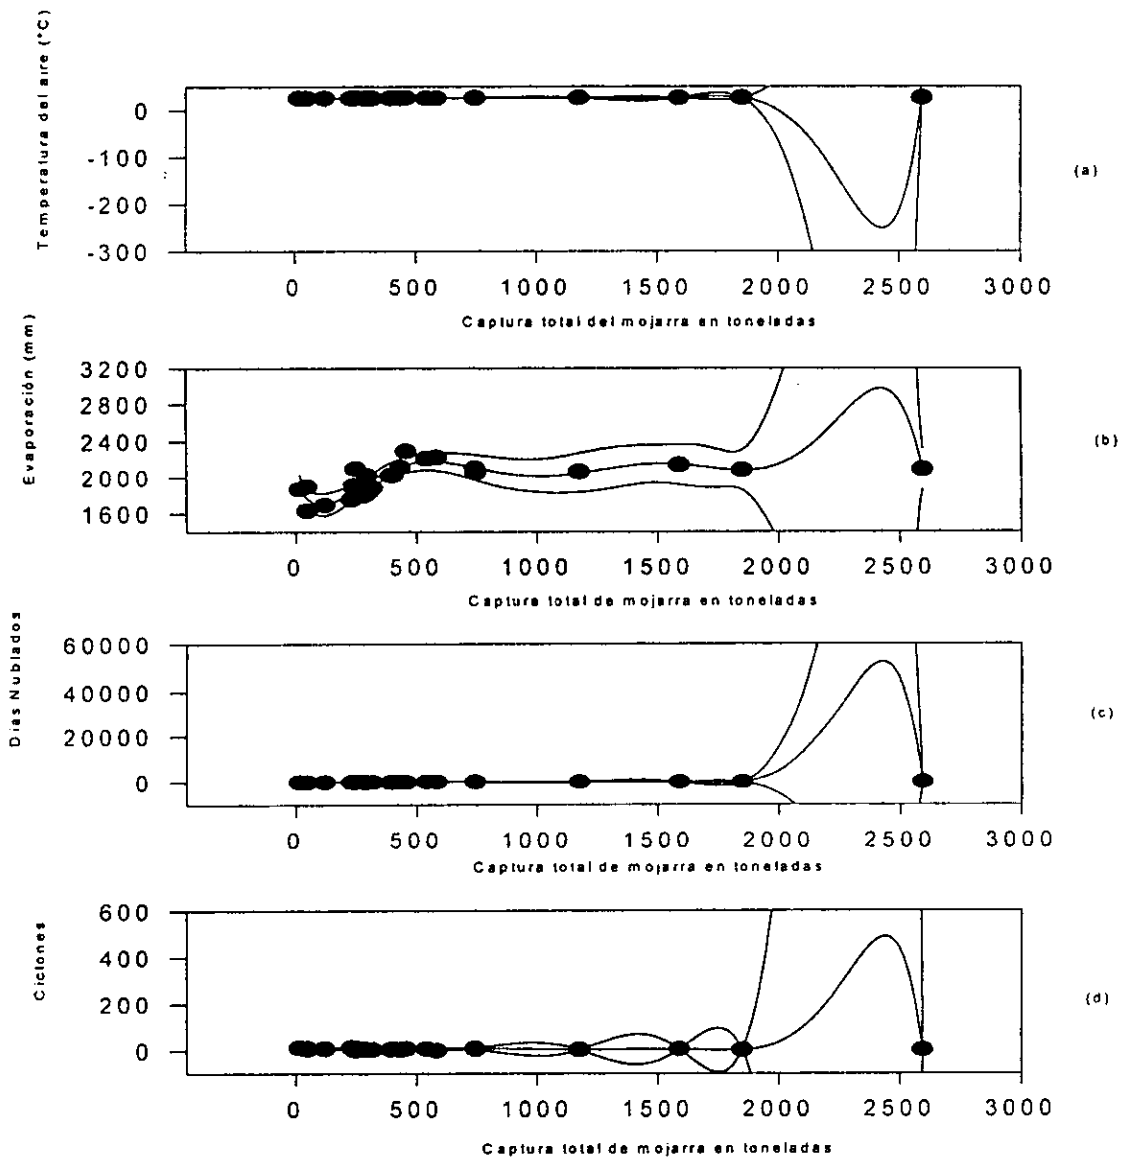 Temperatura del aire (°C)
0
-100
-200
-300
(a)
0 500 1000 1500 2000 2500 3000
Captura total del mojarra en toneladas
Evaporación (mm)
3200
2800
2400
2000
1600
(b)
0 500 1000 1500 2000 2500 3000
Captura total de mojarra en toneladas
Dias Nublados
60000
40000
20000
0
(c)
0 500 1000 1500 2000 2500 3000
Captura total de mojarra en toneladas
Ciclones
600
400
200
0
(d)
0 500 1000 1500 2000 2500 3000
Captura total de mojarra en toneladas